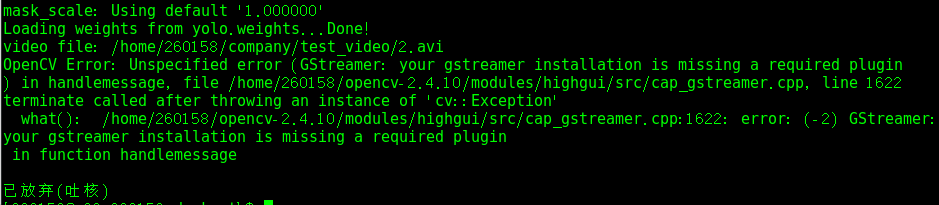 mask_scale: Using default '1.000000'
Loading weights from yolo.weights...Done!
video file: /home/260158/company/test_video/2.avi
OpenCV Error: Unspecified error (GStreamer: your gstreamer installation is missing a required plugin
) in handlemessage, file /home/260158/opencv-2.4.10/modules/highgui/src/cap_gstreamer.cpp, line 1622
terminate called after throwing an instance of 'cv::Exception'
what():  /home/260158/opencv-2.4.10/modules/highgui/src/cap_gstreamer.cpp:1622: error: (-2) GStreamer:
your gstreamer installation is missing a required plugin
in function handlemessage
已放弃(吐核)